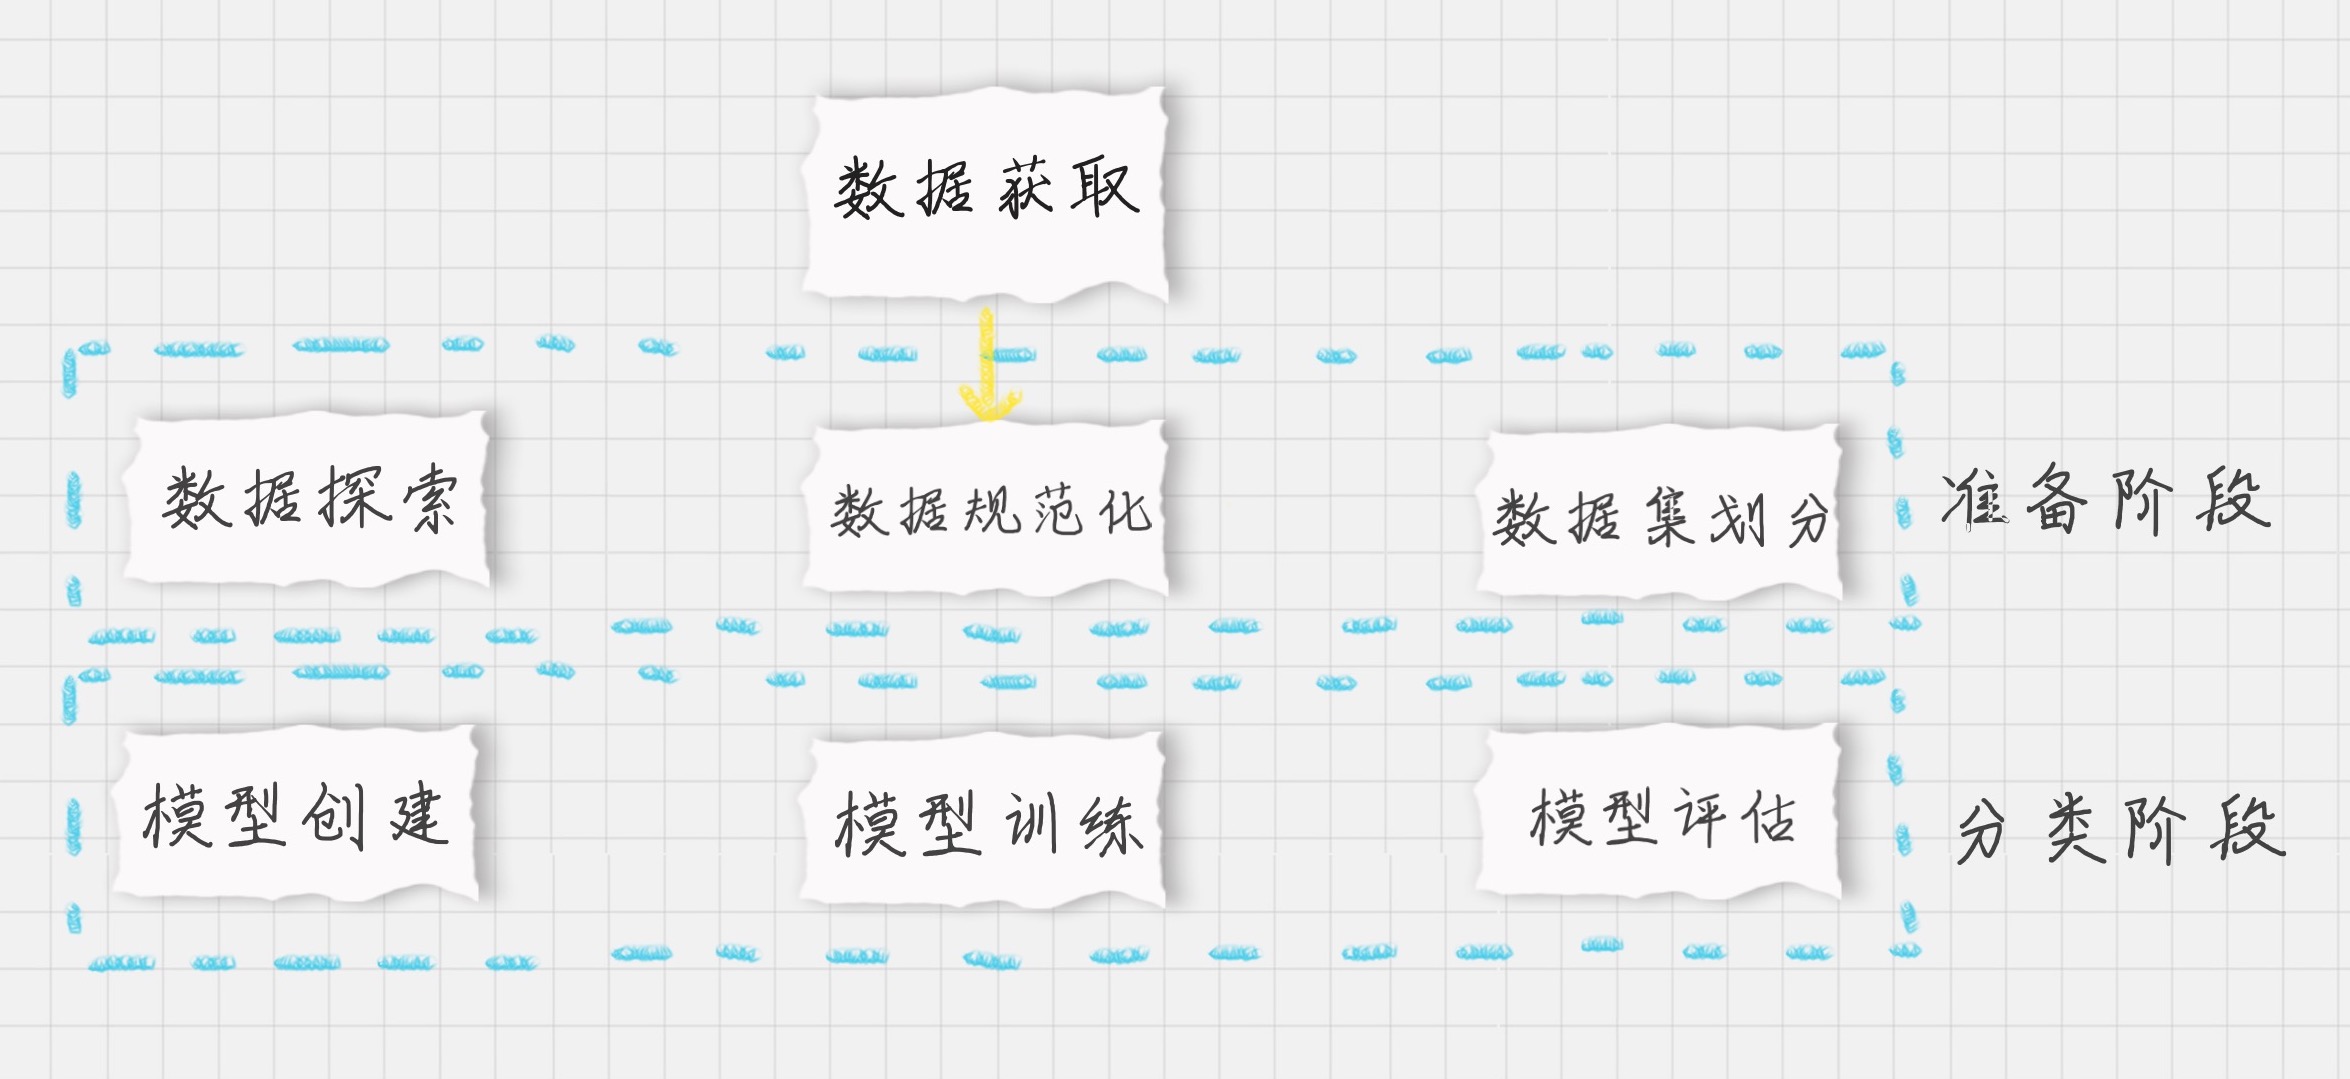 数据获取
数据探索
数据规范化
数据集划分
准备阶段
模型创建
模型训练
模型评估
分类阶段